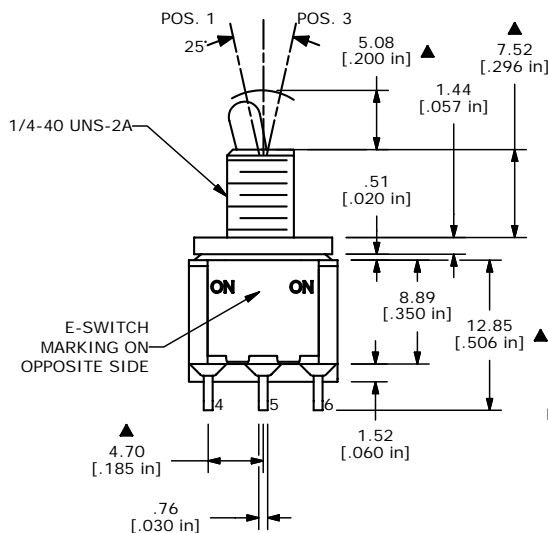 POS. 1
POS. 3
25°
5.08
[.200 in]
7.52
[.296 in]
1.44
[.057 in]
1/4-40 UNS-2A
.51
[.020 in]
ON
ON
8.89
[.350 in]
12.85
[.506 in]
E-SWITCH
MARKING ON
OPPOSITE SIDE
4
5
6
4.70
[.185 in]
1.52
[.060 in]
.76
[.030 in]